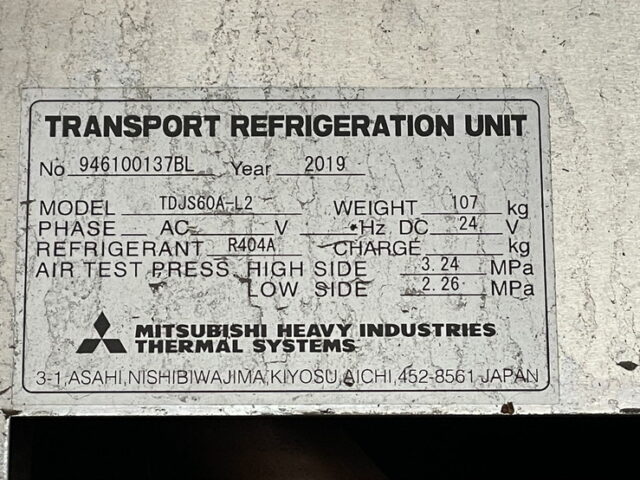 TRANSPORT REFRIGERATION UNIT
No 946100137BL Year 2019
MODEL TDJS60A-L2 WEIGHT 107 kg
PHASE AC V Hz DC 24 V
REFRIGERANT R404A CHARGE kg
AIR TEST PRESS. HIGH SIDE 3.24 MPa
LOW SIDE 2.26 MPa
MITSUBISHI HEAVY INDUSTRIES
THERMAL SYSTEMS
3-1,ASAHI,NISHIBIWAJIMA,KIYOSU,AICHI,452-8561 JAPAN